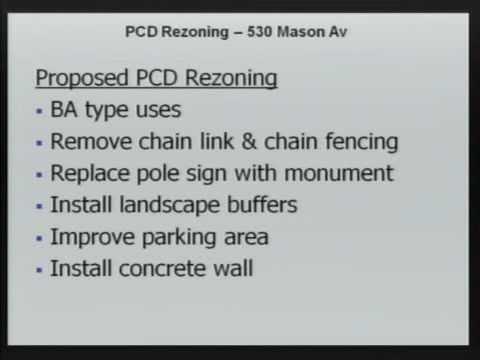 PCD Rezoning – 530 Mason Av
Proposed PCD Rezoning
▪ BA type uses
▪ Remove chain link & chain fencing
▪ Replace pole sign with monument
▪ Install landscape buffers
▪ Improve parking area
▪ Install concrete wall